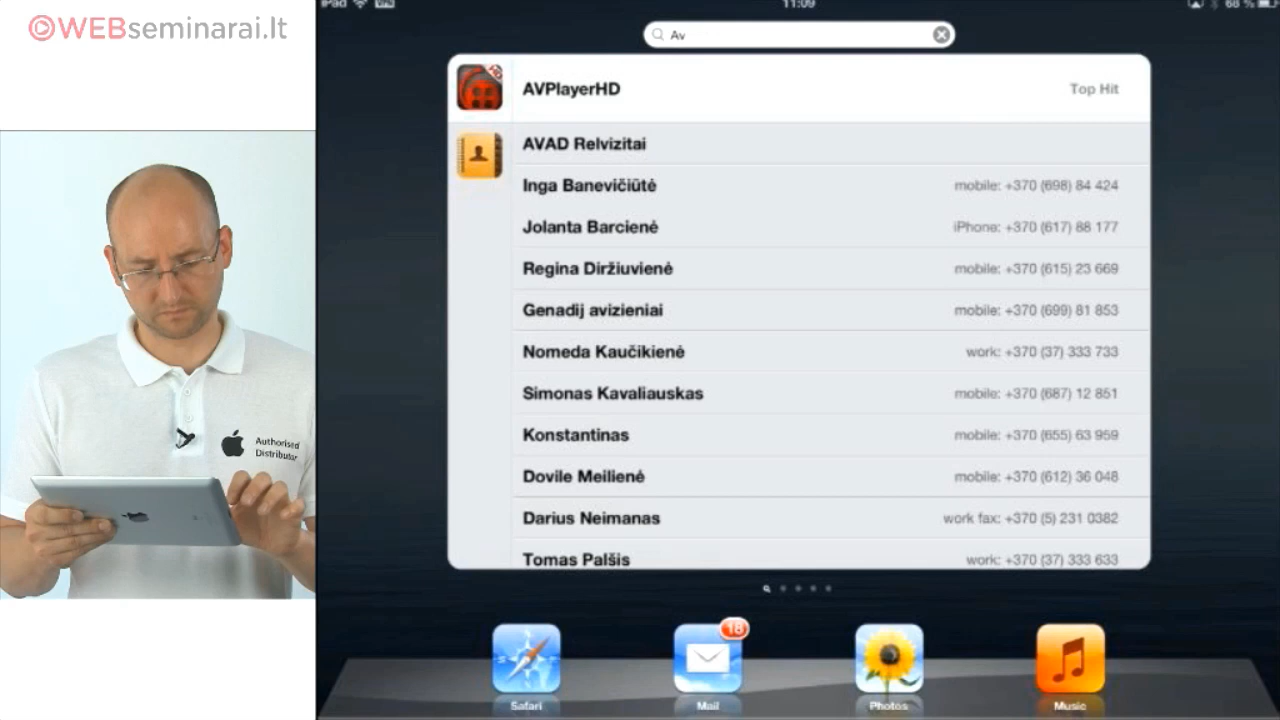 WEBseminarai.lt
iPad
VPN
11:09
68 %
Av
AVPlayerHD
Top Hit
AVAD Relvizitai
Inga Banevičiūtė
mobile: +370 (698) 84 424
Jolanta Barcienė
iPhone: +370 (617) 88 177
Regina Diržiuvienė
mobile: +370 (615) 23 669
Genadij avizieniai
mobile: +370 (699) 81 853
Nomeda Kaučikienė
work: +370 (37) 333 733
Simonas Kavaliauskas
mobile: +370 (687) 12 851
Konstantinas
mobile: +370 (655) 63 959
Dovile Meilienė
mobile: +370 (612) 36 048
Darius Neimanas
work fax: +370 (5) 231 0382
Tomas Palšis
work: +370 (37) 333 633
Authorised
Distributor
HD
18
Safari
Mail
Photos
Music